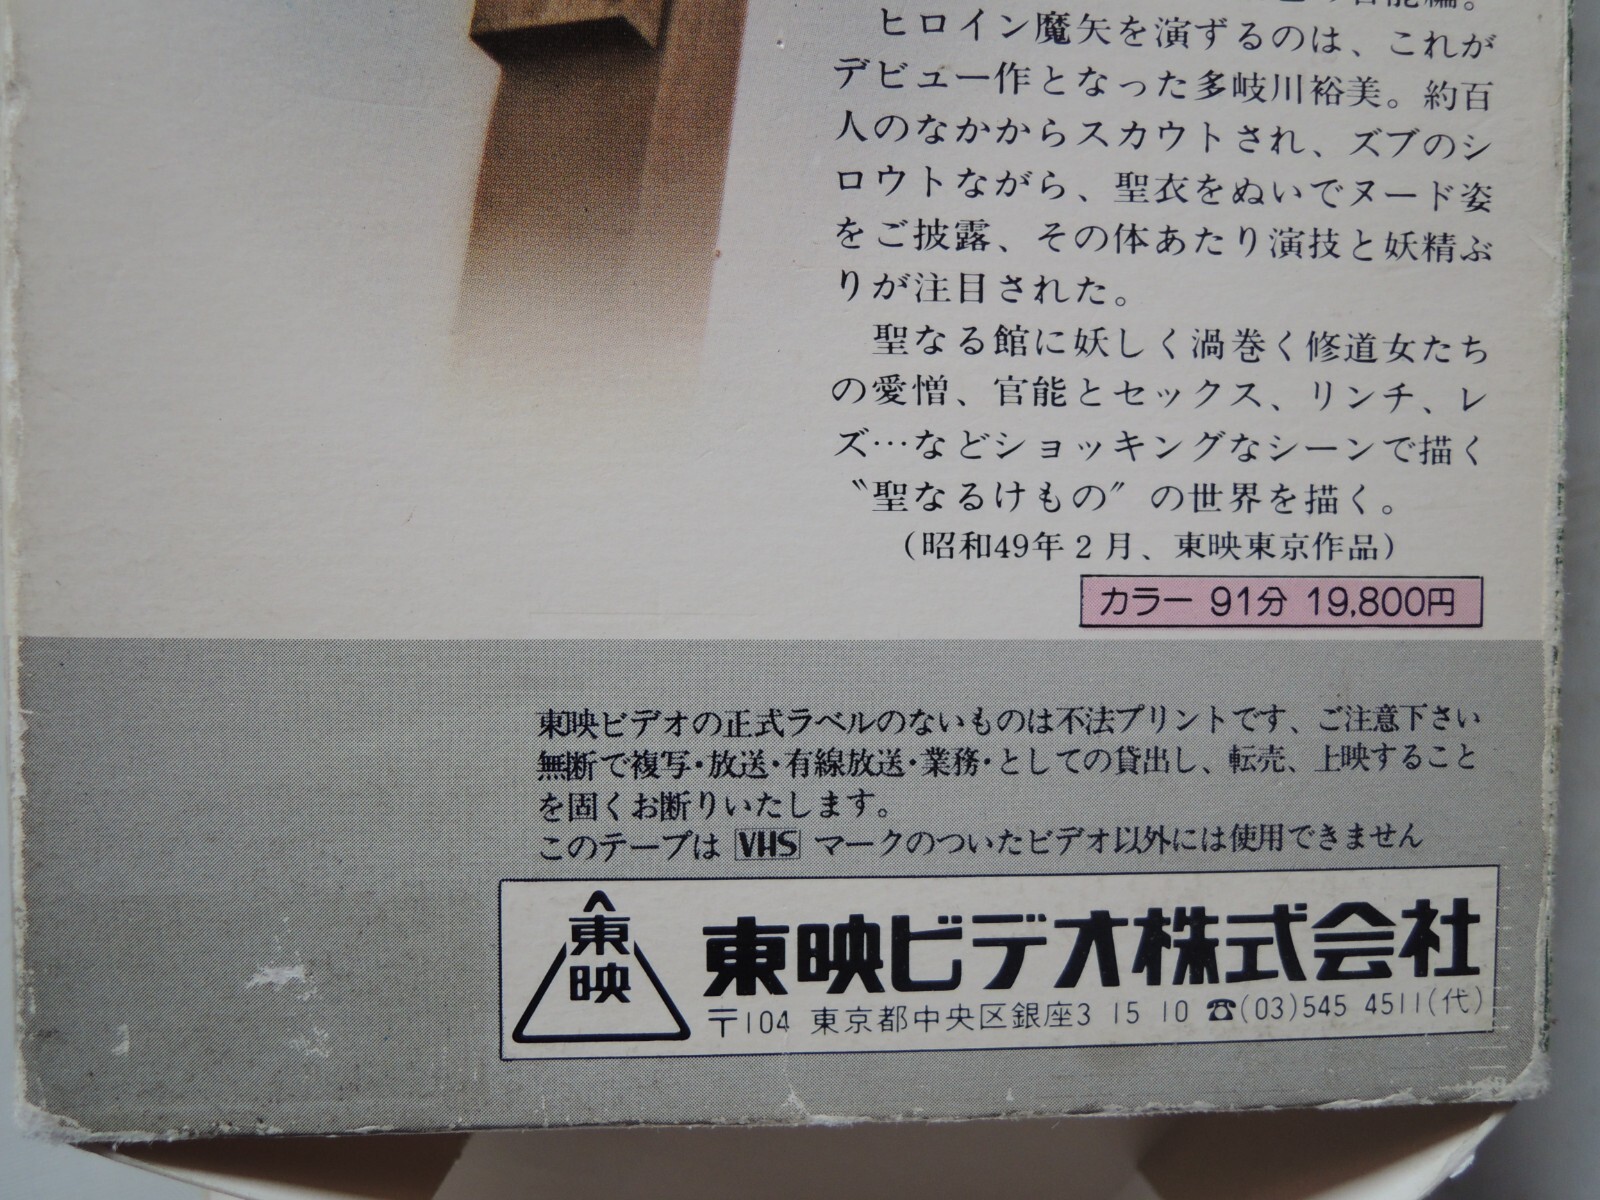 ヒロイン魔矢を演ずるのは、これが
デビュー作となった多岐川裕美。約百
人のなかからスカウトされ、ズブのシ
ロウトながら、聖衣をぬいでヌード姿
をご披露、その体あたり演技と妖精ぶ
りが注目された。
聖なる館に妖しく渦巻く修道女たち
の愛憎、官能とセックス、リンチ、レ
ズ…などショッキングなシーンで描く
〝聖なるけもの〟の世界を描く。
(昭和49年2月、東映東京作品)
カラー 91分 19,800円
東映ビデオの正式ラベルのないものは不法プリントです、ご注意下さい
無断で複写・放送・有線放送・業務・としての貸出し、転売、上映すること
を固くお断りいたします。
このテープは VHS マークのついたビデオ以外には使用できません
東映
東映ビデオ株式会社
〒104 東京都中央区銀座3 15 10 ☎(03)545 4511(代)